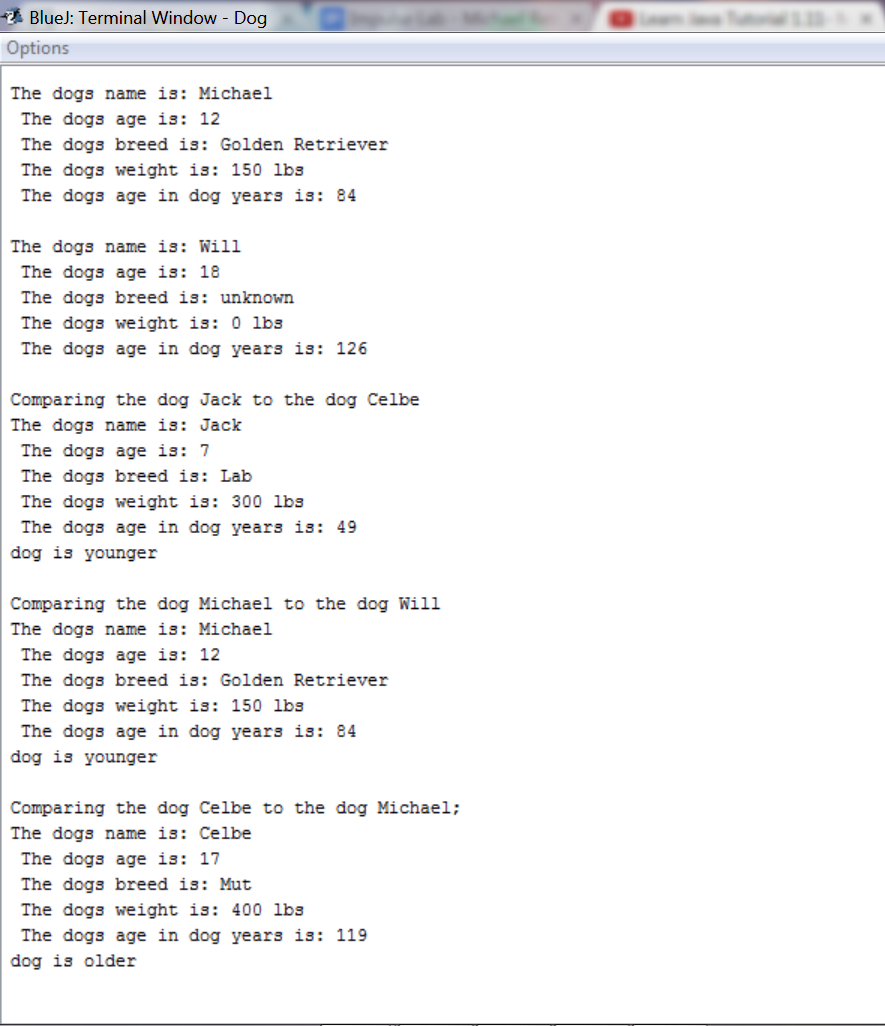 BlueJ: Terminal Window - Dog
Options
The dogs name is: Michael
The dogs age is: 12
The dogs breed is: Golden Retriever
The dogs weight is: 150 lbs
The dogs age in dog years is: 84
The dogs name is: Will
The dogs age is: 18
The dogs breed is: unknown
The dogs weight is: 0 lbs
The dogs age in dog years is: 126
Comparing the dog Jack to the dog Celbe
The dogs name is: Jack
The dogs age is: 7
The dogs breed is: Lab
The dogs weight is: 300 lbs
The dogs age in dog years is: 49
dog is younger
Comparing the dog Michael to the dog Will
The dogs name is: Michael
The dogs age is: 12
The dogs breed is: Golden Retriever
The dogs weight is: 150 lbs
The dogs age in dog years is: 84
dog is younger
Comparing the dog Celbe to the dog Michael;
The dogs name is: Celbe
The dogs age is: 17
The dogs breed is: Mut
The dogs weight is: 400 lbs
The dogs age in dog years is: 119
dog is older